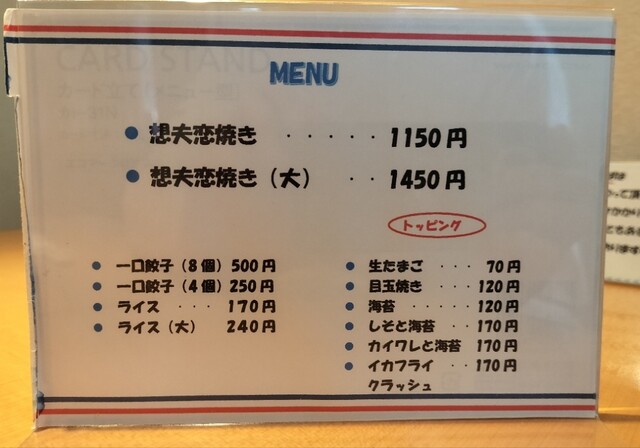 MENU
● 想夫恋焼き ・・・・・ 1150円
● 想夫恋焼き（大） ・・ 1450円
トッピング
● 一口餃子（8個）500円
● 一口餃子（4個）250円
● ライス ・・・ 170円
● ライス（大） 240円
● 生たまご ・・・ 70円
● 目玉焼き ・・・ 120円
● 海苔 ・・・・・ 120円
● しそと海苔 ・・ 170円
● カイワレと海苔 170円
● イカフライ ・・ 170円
クラッシュ